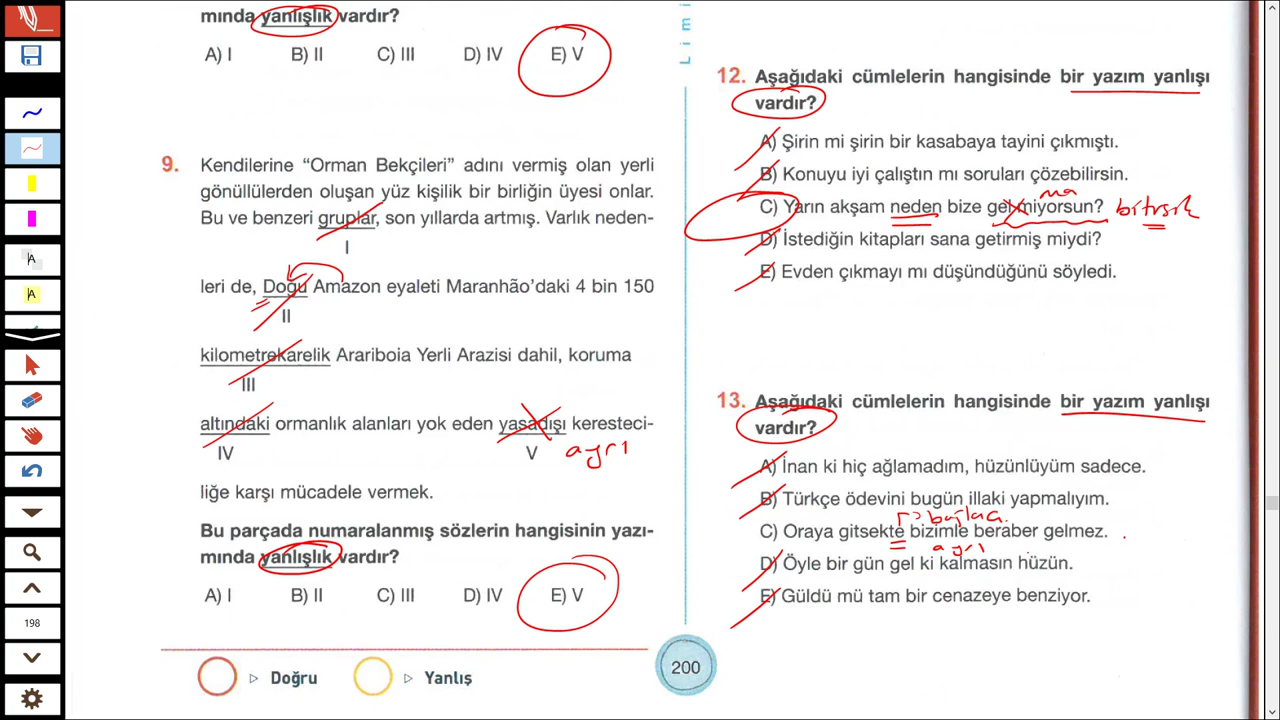 mında yanlışlık vardır?
A) I B) II C) III D) IV E) V
9. Kendilerine “Orman Bekçileri” adını vermiş olan yerli
gönüllülerden oluşan yüz kişilik bir birliğin üyesi onlar.
Bu ve benzeri gruplar, son yıllarda artmış. Varlık neden-
I
leri de, Doğu Amazon eyaleti Maranhão’daki 4 bin 150
II
kilometrekarelik Arariboia Yerli Arazisi dahil, koruma
III
altındaki ormanlık alanları yok eden yasadışı keresteci-
IV V ayrı
liğe karşı mücadele vermek.
Bu parçada numaralanmış sözlerin hangisinin yazı-
mında yanlışlık vardır?
A) I B) II C) III D) IV E) V
Doğru Yanlış
200
12. Aşağıdaki cümlelerin hangisinde bir yazım yanlışı
vardır?
A) Şirin mi şirin bir kasabaya tayini çıkmıştı.
B) Konuyu iyi çalıştın mı soruları çözebilirsin.
ma
C) Yarın akşam neden bize gelmiyorsun? bitişik
D) İstediğin kitapları sana getirmiş miydi?
E) Evden çıkmayı mı düşündüğünü söyledi.
13. Aşağıdaki cümlelerin hangisinde bir yazım yanlışı
vardır?
A) İnan ki hiç ağlamadım, hüzünlüyüm sadece.
B) Türkçe ödevini bugün illaki yapmalıyım.
bağlaç
C) Oraya gitsekte bizimle beraber gelmez.
ayrı
D) Öyle bir gün gel ki kalmasın hüzün.
E) Güldü mü tam bir cenazeye benziyor.
198
A
A